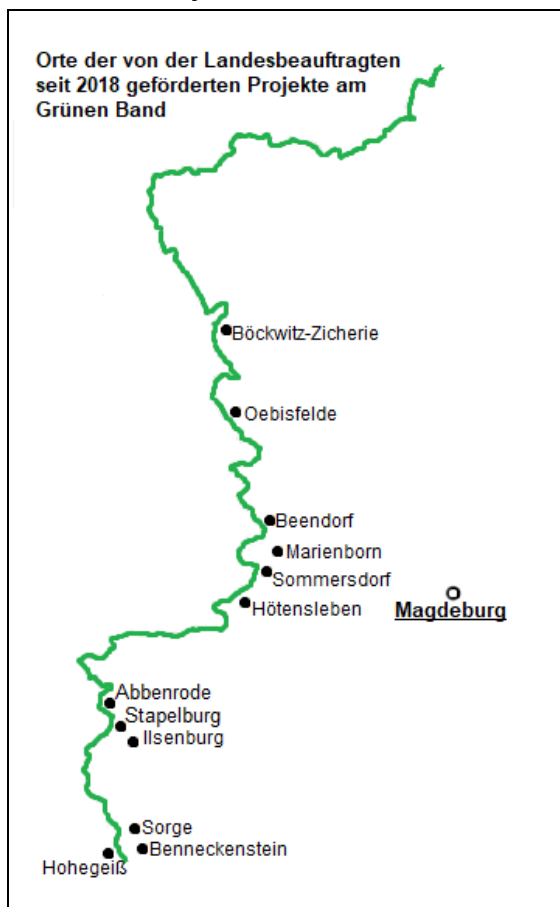 Orte der von der Landesbeauftragten
seit 2018 geförderten Projekte am
Grünen Band
Böckwitz-Zicherie
Oebisfelde
Beendorf
Marienborn
Sommersdorf
Hötensleben
Magdeburg
Abbenrode
Stapelburg
Ilsenburg
Sorge
Benneckenstein
Hohegeiß